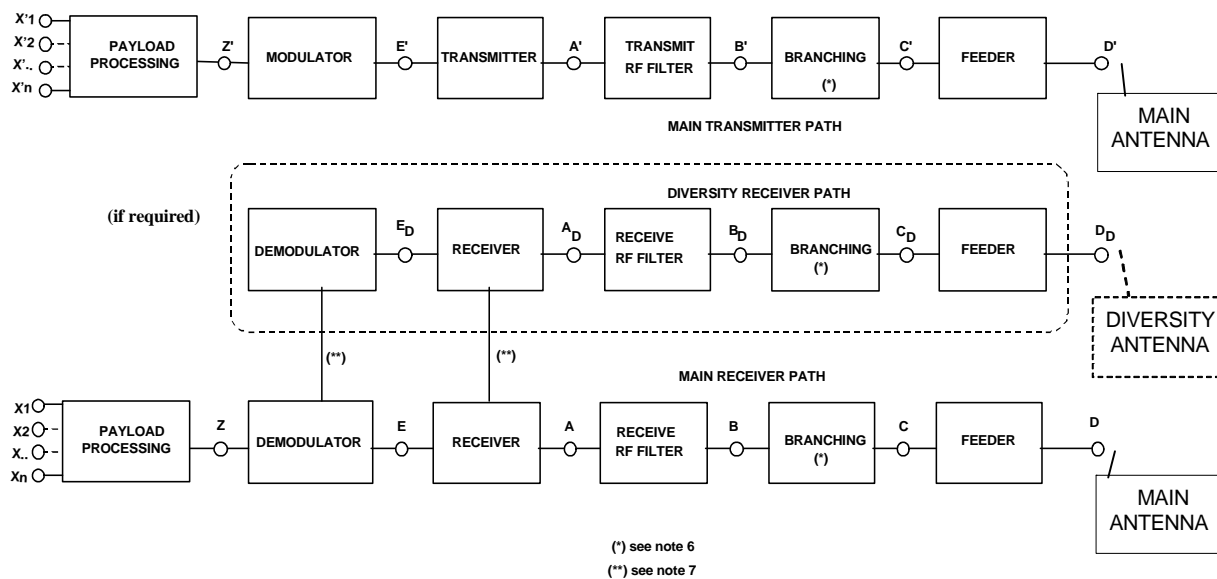 X'1
X'2
X'..
X'n
PAYLOAD
PROCESSING
Z'
MODULATOR
E'
TRANSMITTER
A'
TRANSMIT
RF FILTER
B'
BRANCHING
(*)
C'
FEEDER
D'
MAIN
ANTENNA
MAIN TRANSMITTER PATH
(if required)
DIVERSITY RECEIVER PATH
DEMODULATOR
ED
RECEIVER
AD
RECEIVE
RF FILTER
BD
BRANCHING
(*)
CD
FEEDER
DD
DIVERSITY
ANTENNA
(**)
(**)
MAIN RECEIVER PATH
X1
X2
X..
Xn
PAYLOAD
PROCESSING
Z
DEMODULATOR
E
RECEIVER
A
RECEIVE
RF FILTER
B
BRANCHING
(*)
C
FEEDER
D
MAIN
ANTENNA
(*) see note 6
(**) see note 7